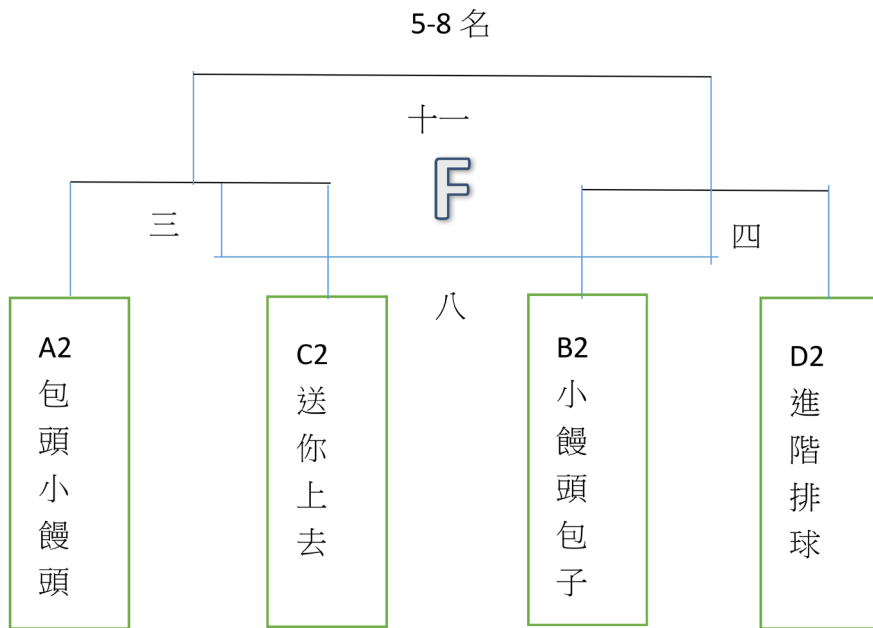 5-8 名
十一
F
三
四
八
A2
包頭小饅頭
C2
送你上去
B2
小饅頭包子
D2
進階排球